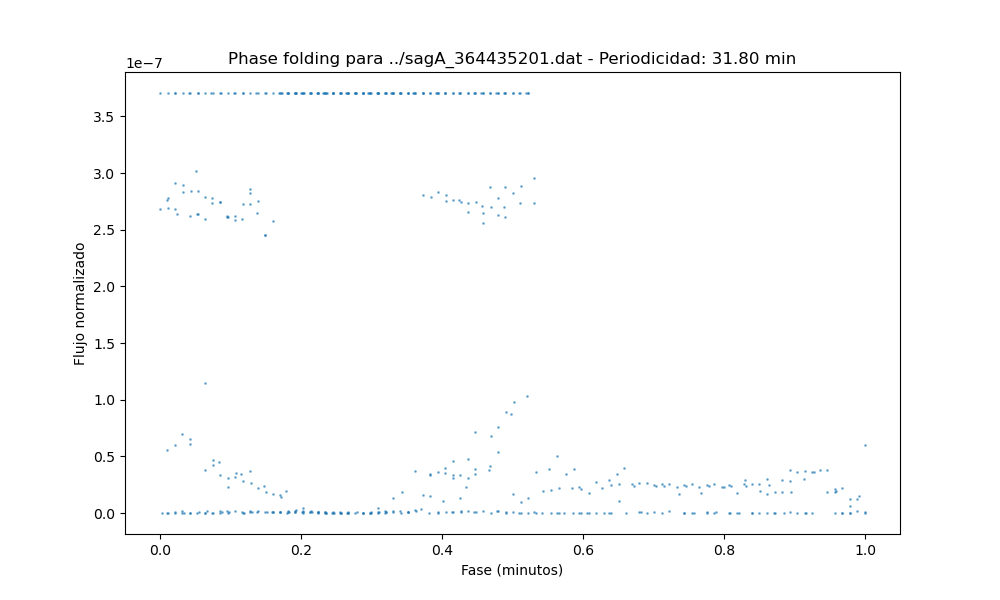 Phase folding para ../sagA_364435201.dat - Periodicidad: 31.80 min
1e−7
3.5
3.0
2.5
2.0
1.5
1.0
0.5
0.0
Flujo normalizado
0.0 0.2 0.4 0.6 0.8 1.0
Fase (minutos)